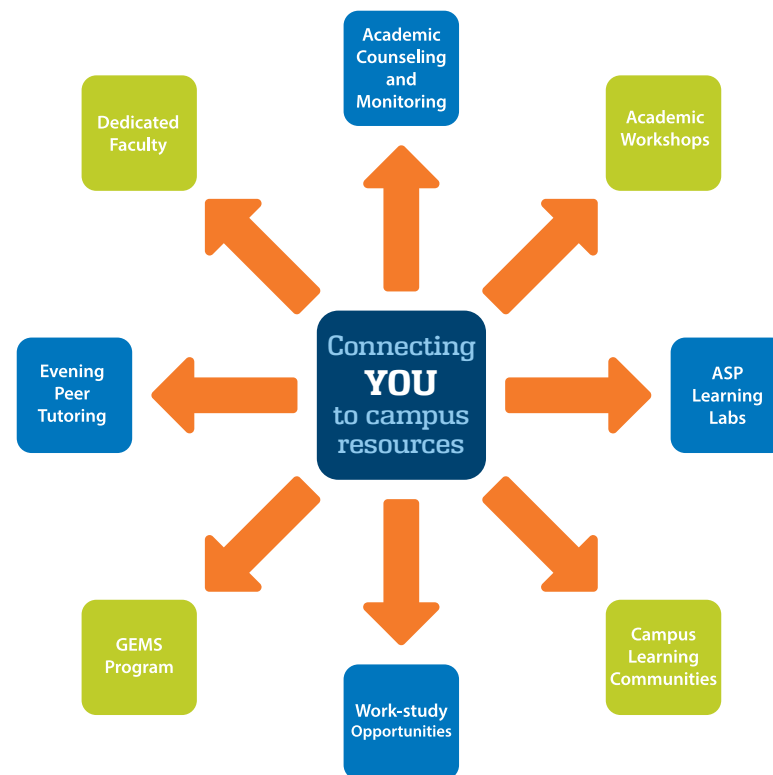 Academic
Counseling
and
Monitoring
Dedicated
Faculty
Academic
Workshops
Evening
Peer
Tutoring
Connecting
YOU
to campus
resources
ASP
Learning
Labs
GEMS
Program
Work-study
Opportunities
Campus
Learning
Communities